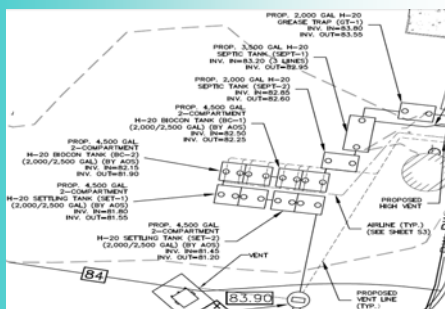 PROP. 2,000 GAL H-20
GREASE TRAP (GT-1)
INV. IN=83.80
INV. OUT=83.55
PROP. 3,500 GAL H-20
SEPTIC TANK (SEPT-1)
INV. IN=83.20 (3 LINES)
INV. OUT=82.95
PROP. 2,000 GAL H-20
SEPTIC TANK (SEPT-2)
INV. IN=82.85
INV. OUT=82.60
PROP. 4,500 GAL
2-COMPARTMENT
H-20 BIOCON TANK (BC-1)
(2,000/2,500 GAL) (BY AOS)
INV. IN=82.50
INV. OUT=82.25
PROP. 4,500 GAL
2-COMPARTMENT
H-20 BIOCON TANK (BC-2)
(2,000/2,500 GAL) (BY AOS)
INV. IN=82.15
INV. OUT=81.90
PROP. 4,500 GAL
2-COMPARTMENT
H-20 SETTLING TANK (SET-1)
(2,000/2,500 GAL) (BY AOS)
INV. IN=81.80
INV. OUT=81.55
PROP. 4,500 GAL
2-COMPARTMENT
H-20 SETTLING TANK (SET-2)
(2,000/2,500 GAL) (BY AOS)
INV. IN=81.45
INV. OUT=81.20
PROPOSED
HIGH VENT
AIRLINE (TYP.)
(SEE SHEET S3)
VENT
84
83.90
PROPOSED
VENT LINE
(TYP.)